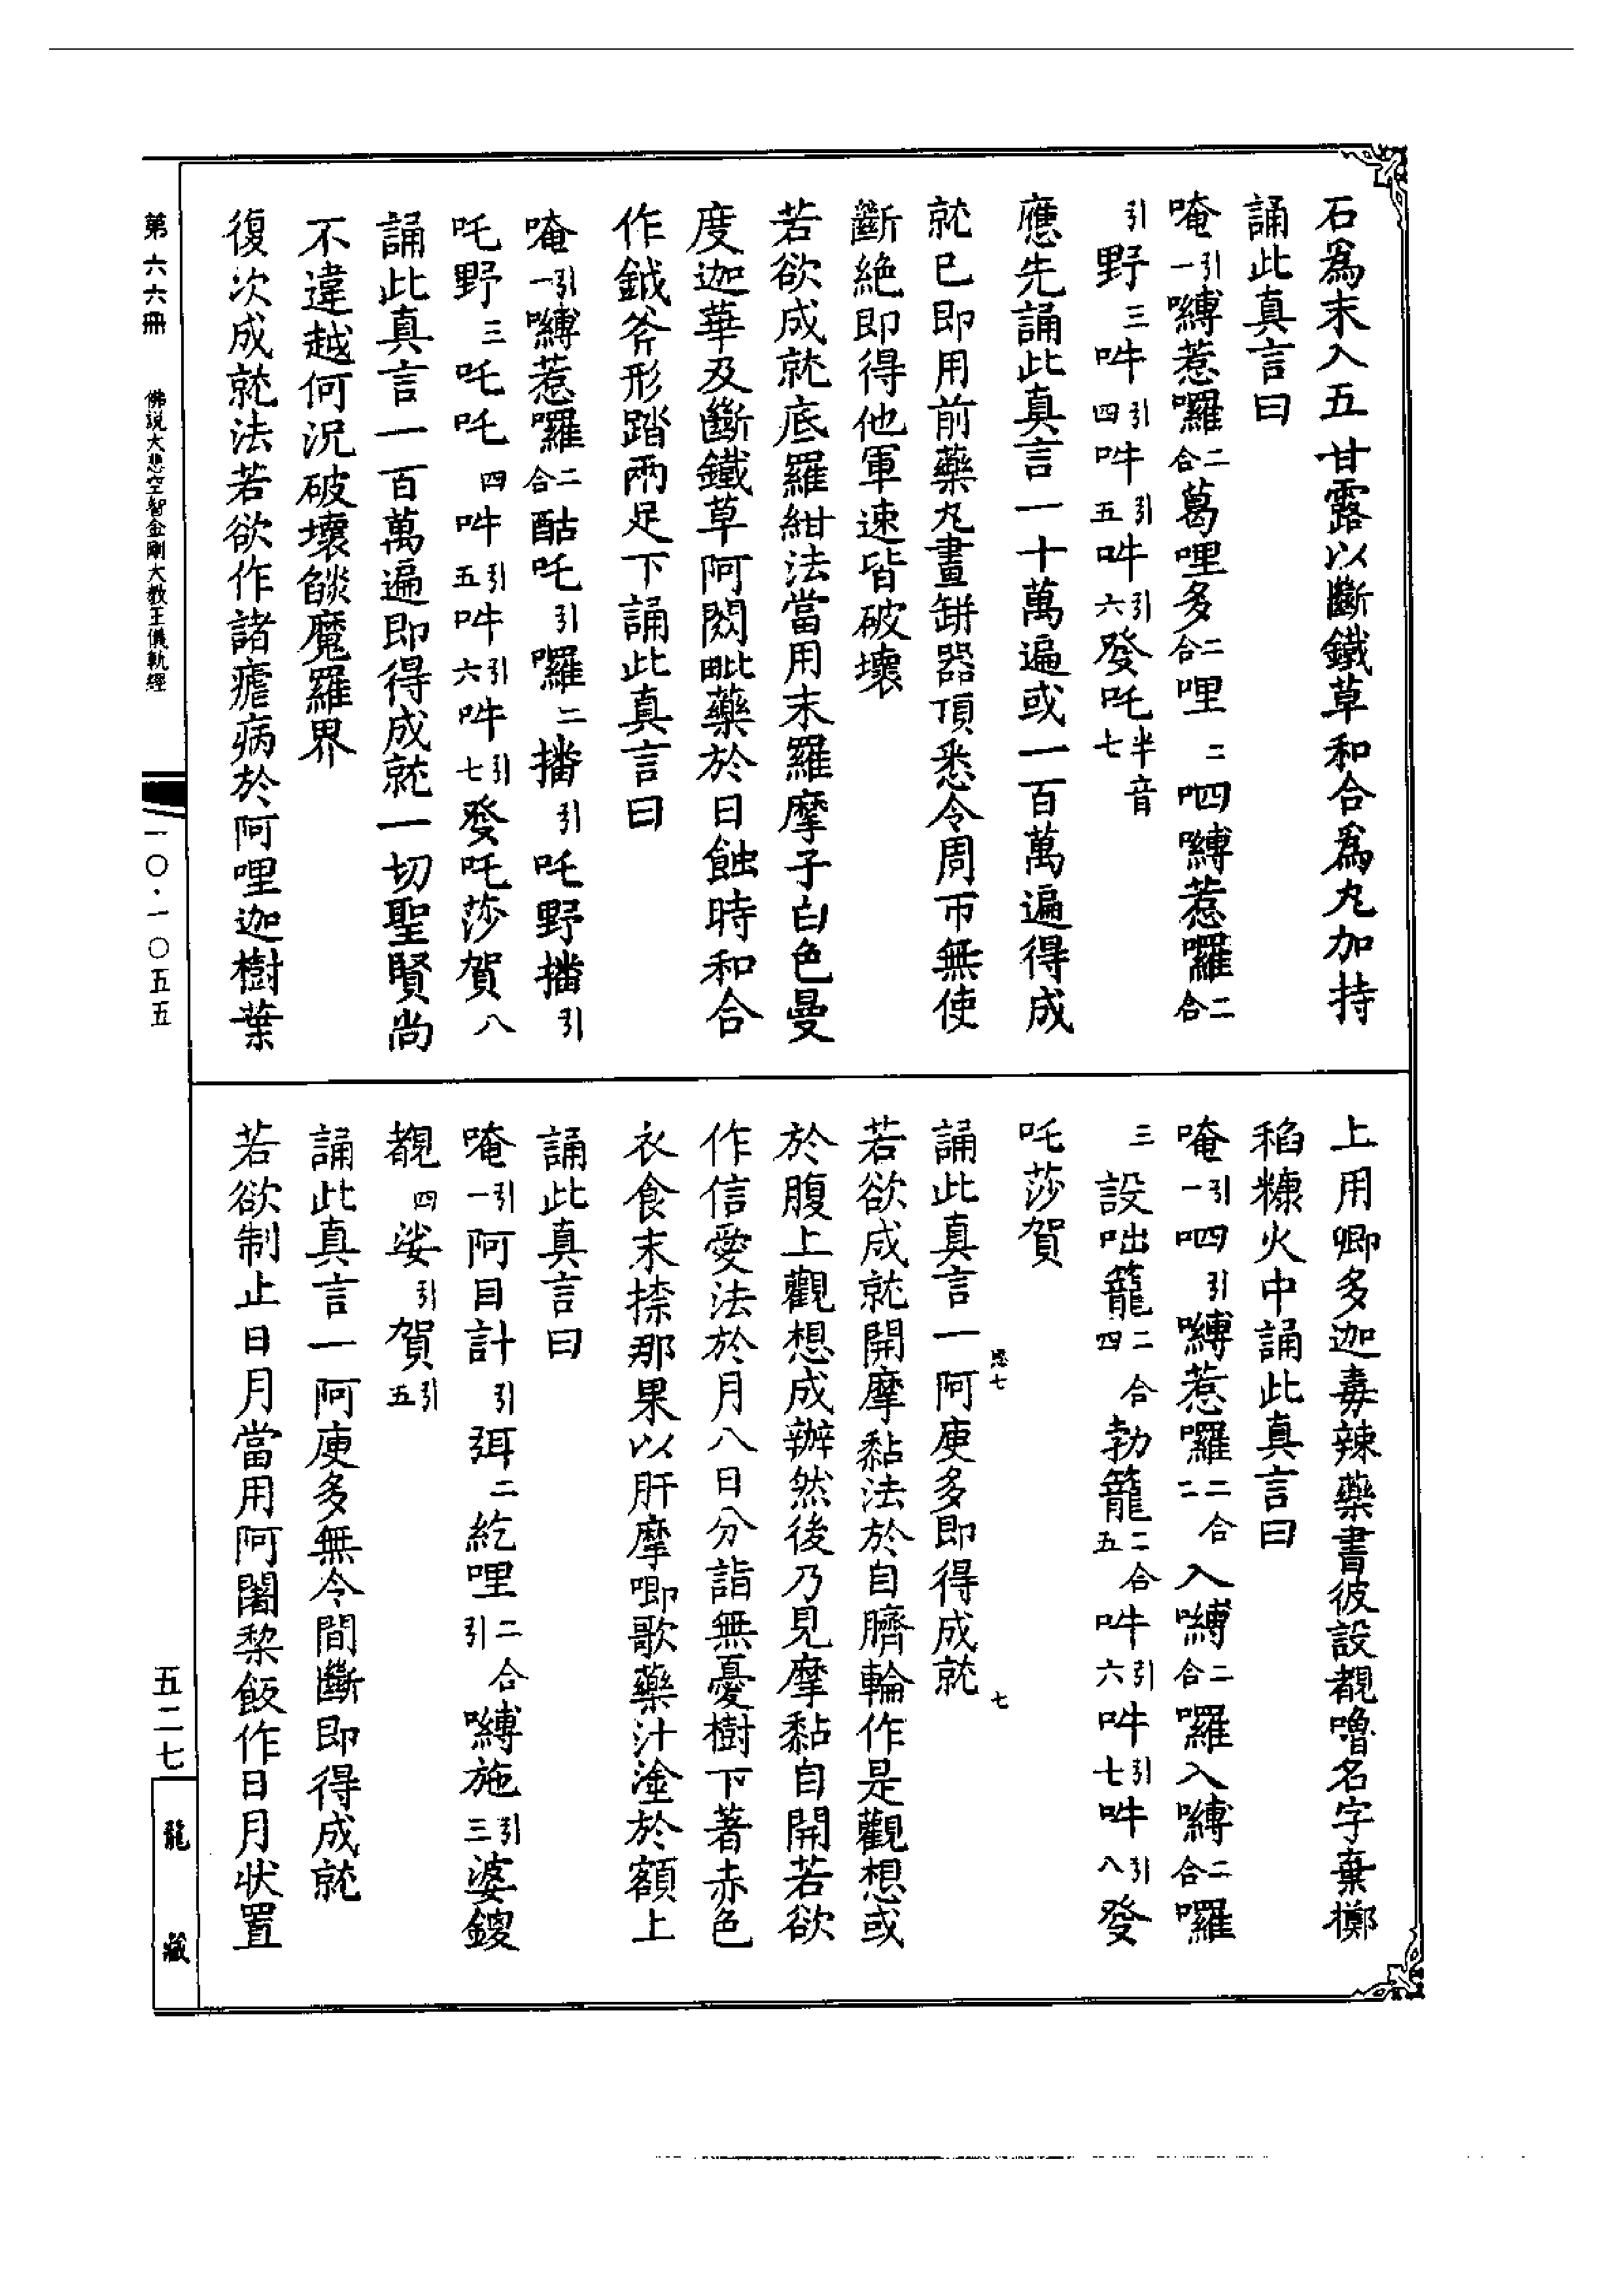 石爲末入五甘露以斷鐵草和合爲丸加持
誦此真言曰
唵引一嚩惹囉二合葛哩多二合哩二呬嚩惹囉二合
引野三吽引四吽引五吽引六發吒半音七
應先誦此真言一十萬遍或一百萬遍得成
就已即用前藥丸畫缾器頂悉令周帀無使
斷絶即得他軍速皆破壞
若欲成就底羅紺法當用末羅摩子白色曼
度迦華及斷鐵草阿閦毗藥於日蝕時和合
作鉞斧形踏兩足下誦此真言曰
唵引一嚩惹囉二合酤吒引囉二播引吒野播引
吒野三吒吒四吽引五吽引六吽引七發吒莎賀八
誦此真言一百萬遍即得成就一切聖賢尚
不違越何況破壞燄魔羅界
復次成就法若欲作諸瘧病於阿哩迦樹葉
上用唧多迦毒辣藥書彼設覩嚕名字棄擲
稻糠火中誦此真言曰
唵引一呬引嚩惹囉二合二入嚩二合囉入嚩二合囉
三設咄籠二合四勃籠二合五吽引六吽引七吽引八發
吒莎賀
誦此真言一阿庾多即得成就
若欲成就開摩黏法於自臍輪作是觀想或
於腹上觀想成辦然後乃見摩黏自開若欲
作信愛法於月八日分詣無憂樹下著赤色
衣食末捺那果以肝摩唧歌藥汁塗於額上
誦此真言曰
唵引一阿目計引弭二紇哩二合引嚩施引三婆鑁
覩四娑引賀引五
誦此真言一阿庾多無令間斷即得成就
若欲制止日月當用阿闍梨飯作日月狀置
七
七
第六六冊
佛説大悲空智金剛大教王儀軌經
一〇·一〇五五
五二七
龍藏